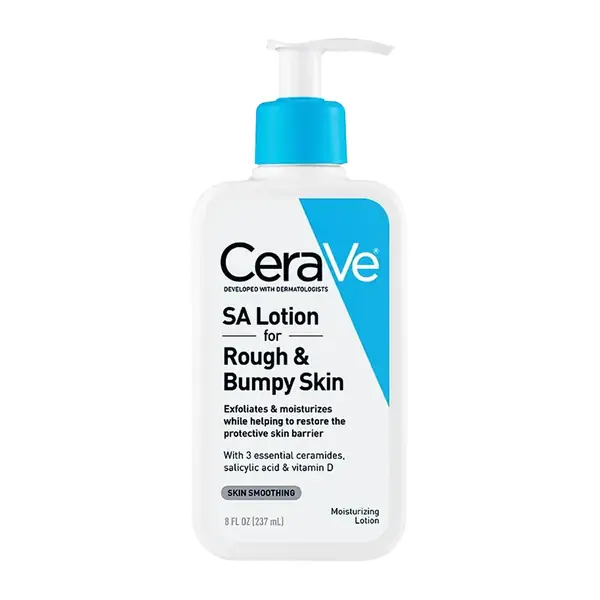 CeraVe®
DEVELOPED WITH DERMATOLOGISTS
SA Lotion
for
Rough &
Bumpy Skin
Exfoliates & moisturizes
while helping to restore the
protective skin barrier
With 3 essential ceramides,
salicylic acid & vitamin D
SKIN SMOOTHING
8 FL OZ (237 mL)
Moisturizing
Lotion